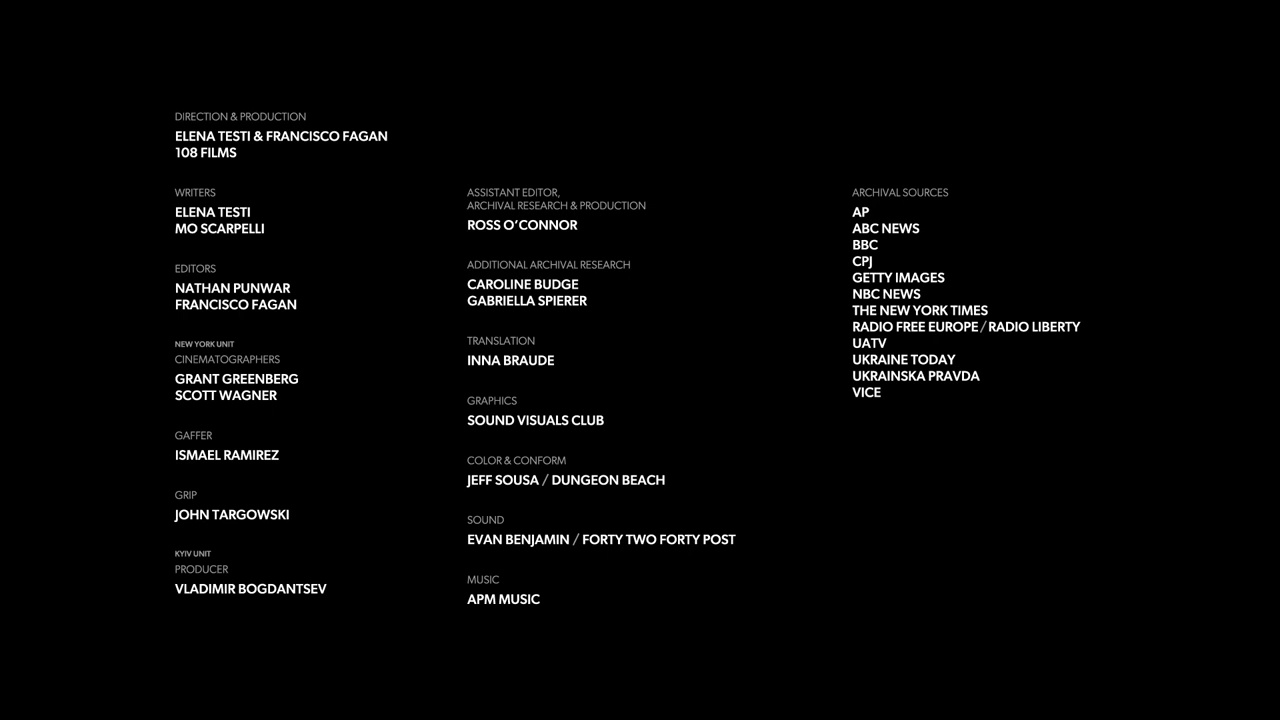 DIRECTION & PRODUCTION
ELENA TESTI & FRANCISCO FAGAN
108 FILMS
WRITERS
ELENA TESTI
MO SCARPELLI
EDITORS
NATHAN PUNWAR
FRANCISCO FAGAN
NEW YORK UNIT
CINEMATOGRAPHERS
GRANT GREENBERG
SCOTT WAGNER
GAFFER
ISMAEL RAMIREZ
GRIP
JOHN TARGOWSKI
KYIV UNIT
PRODUCER
VLADIMIR BOGDANTSEV
ASSISTANT EDITOR,
ARCHIVAL RESEARCH & PRODUCTION
ROSS O'CONNOR
ADDITIONAL ARCHIVAL RESEARCH
CAROLINE BUDGE
GABRIELLA SPIERER
TRANSLATION
INNA BRAUDE
GRAPHICS
SOUND VISUALS CLUB
COLOR & CONFORM
JEFF SOUSA / DUNGEON BEACH
SOUND
EVAN BENJAMIN / FORTY TWO FORTY POST
MUSIC
APM MUSIC
ARCHIVAL SOURCES
AP
ABC NEWS
BBC
CPJ
GETTY IMAGES
NBC NEWS
THE NEW YORK TIMES
RADIO FREE EUROPE / RADIO LIBERTY
UATV
UKRAINE TODAY
UKRAINSKA PRAVDA
VICE